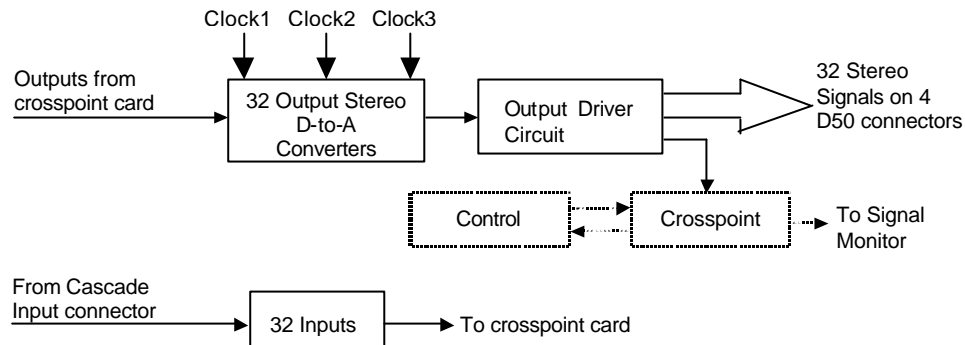 Clock1 Clock2 Clock3
Outputs from
crosspoint card
32 Output Stereo
D-to-A
Converters
Output Driver
Circuit
32 Stereo
Signals on 4
D50 connectors
Control
Crosspoint
To Signal
Monitor
From Cascade
Input connector
32 Inputs
To crosspoint card